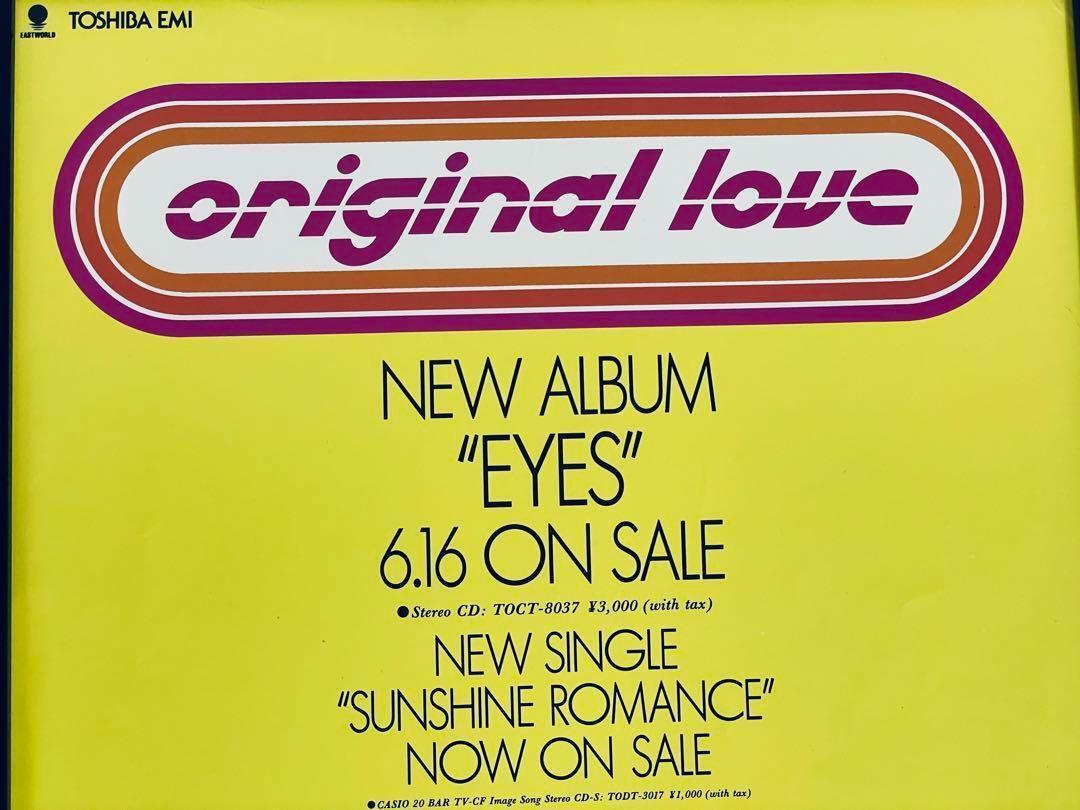 EASTWORLD
TOSHIBA EMI
original love
NEW ALBUM
"EYES"
6.16 ON SALE
●Stereo CD: TOCT-8037 ¥3,000 (with tax)
NEW SINGLE
"SUNSHINE ROMANCE"
NOW ON SALE
●CASIO 20 BAR TV-CF Image Song Stereo CD-S: TODT-3017 ¥1,000 (with tax)